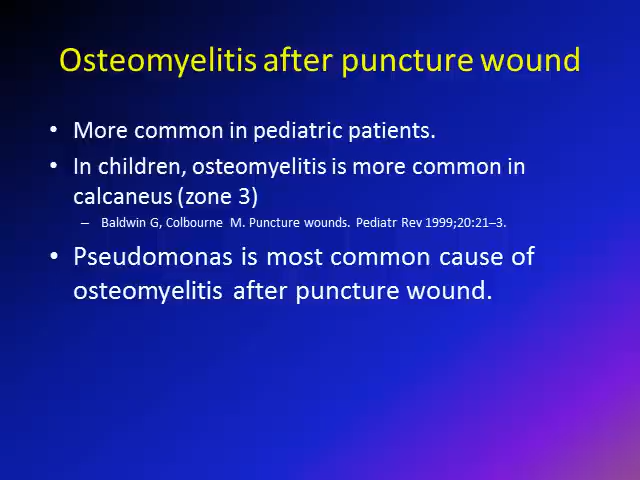 Osteomyelitis after puncture wound
• More common in pediatric patients.
• In children, osteomyelitis is more common in
calcaneus (zone 3)
– Baldwin G, Colbourne M. Puncture wounds. Pediatr Rev 1999;20:21–3.
• Pseudomonas is most common cause of
osteomyelitis after puncture wound.